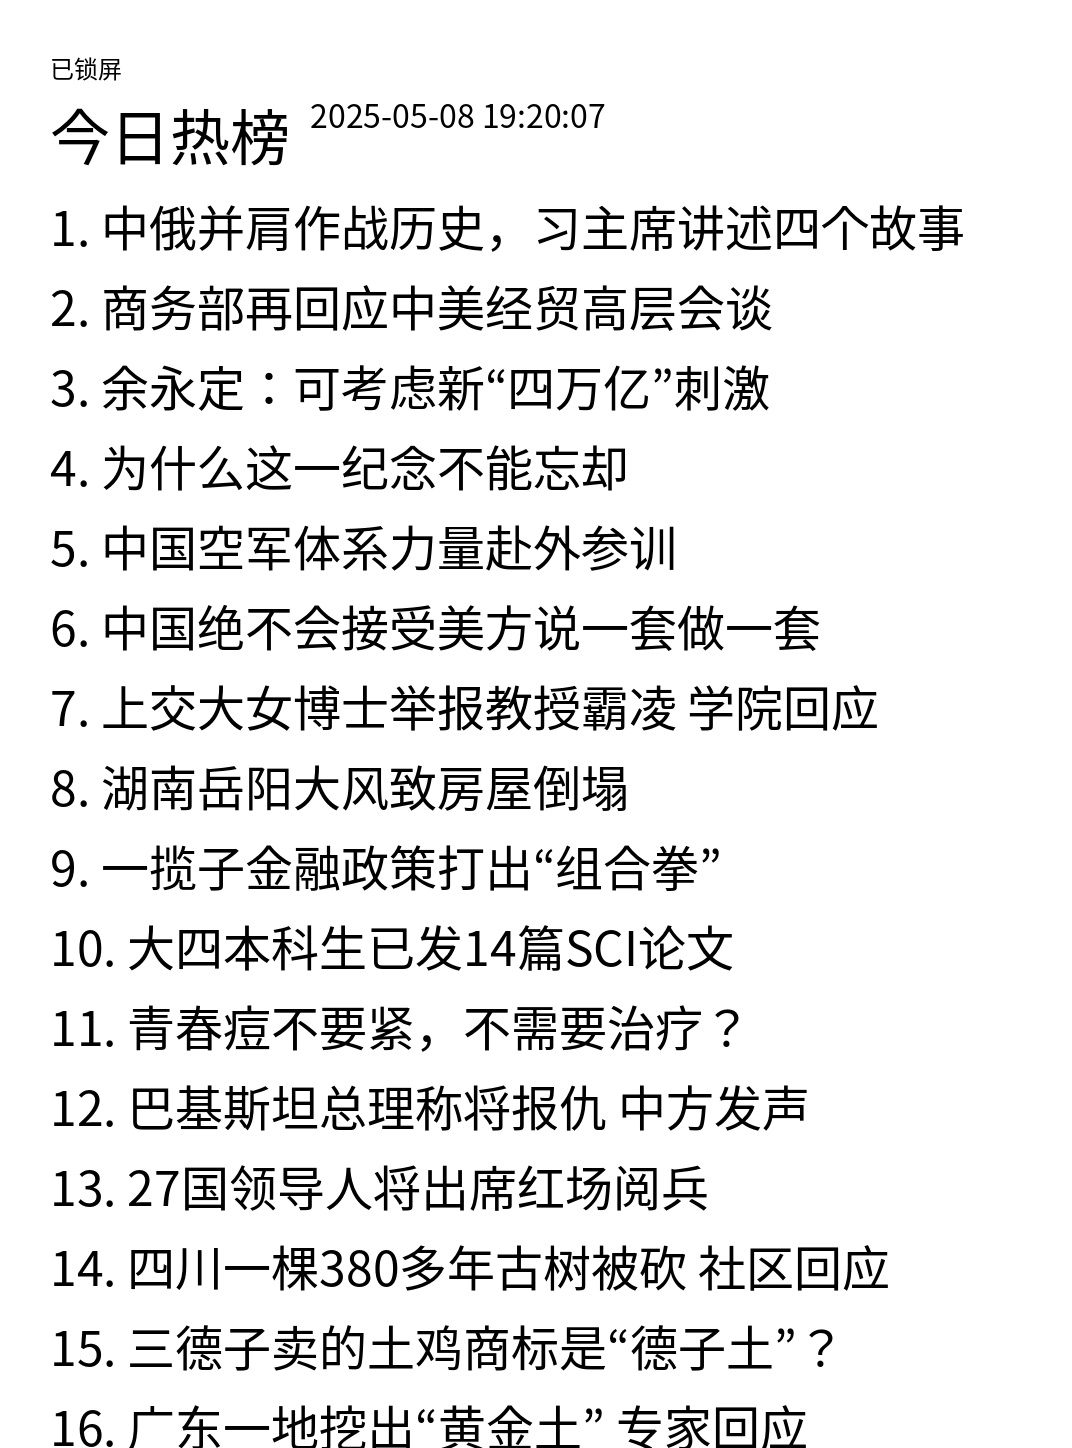 已锁屏
今日热榜 2025-05-08 19:20:07
1. 中俄并肩作战历史，习主席讲述四个故事
2. 商务部再回应中美经贸高层会谈
3. 余永定：可考虑新“四万亿”刺激
4. 为什么这一纪念不能忘却
5. 中国空军体系力量赴外参训
6. 中国绝不会接受美方说一套做一套
7. 上交大女博士举报教授霸凌 学院回应
8. 湖南岳阳大风致房屋倒塌
9. 一揽子金融政策打出“组合拳”
10. 大四本科生已发14篇SCI论文
11. 青春痘不要紧，不需要治疗？
12. 巴基斯坦总理称将报仇 中方发声
13. 27国领导人将出席红场阅兵
14. 四川一棵380多年古树被砍 社区回应
15. 三德子卖的土鸡商标是“德子土”？
16. 广东一地挖出“黄金土” 专家回应